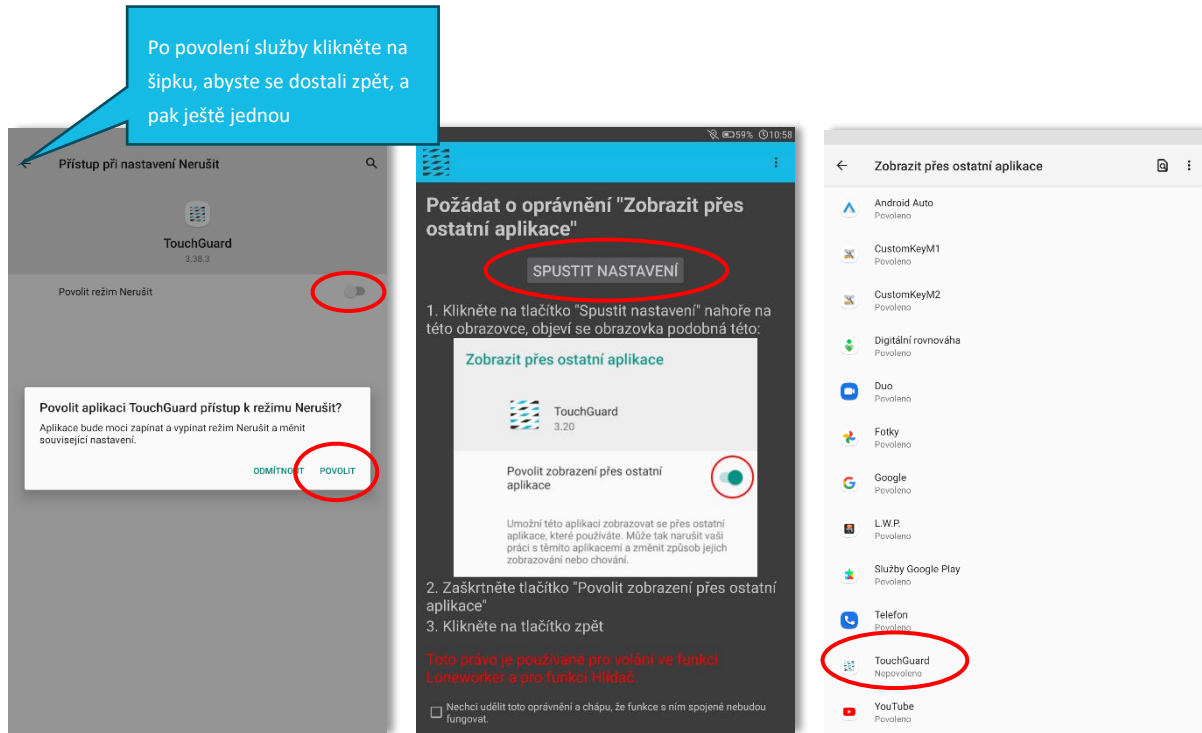 Po povolení služby klikněte na
šipku, abyste se dostali zpět, a
pak ještě jednou
Přístup při nastavení Nerušit
TouchGuard
3.38.3
Povolit režim Nerušit
Povolit aplikaci TouchGuard přístup k režimu Nerušit?
Aplikace bude moci zapínat a vypínat režim Nerušit a měnit
související nastavení.
ODMÍTNOUT POVOLIT
59% 10:58
Požádat o oprávnění "Zobrazit přes
ostatní aplikace"
SPUSTIT NASTAVENÍ
1. Klikněte na tlačítko "Spustit nastavení" nahoře na
této obrazovce, objeví se obrazovka podobná této:
Zobrazit přes ostatní aplikace
TouchGuard
3.20
Povolit zobrazení přes ostatní
aplikace
Umožní této aplikaci zobrazovat se přes ostatní
aplikace, které používáte. Může tak narušit vaši
práci s těmito aplikacemi a změnit způsob jejich
zobrazování nebo chování.
2. Zaškrtněte tlačítko "Povolit zobrazení přes ostatní
aplikace"
3. Klikněte na tlačítko zpět
Toto právo je používané pro volání ve funkci
Loneworker a pro funkci Hlídač.
Nechci udělit toto oprávnění a chápu, že funkce s ním spojené nebudou
fungovat.
Zobrazit přes ostatní aplikace
Android Auto
Povoleno
CustomKeyM1
Povoleno
CustomKeyM2
Povoleno
Digitální rovnováha
Povoleno
Duo
Povoleno
Fotky
Povoleno
Google
Povoleno
L.W.P.
Povoleno
Služby Google Play
Povoleno
Telefon
Povoleno
TouchGuard
Nepovoleno
YouTube
Povoleno